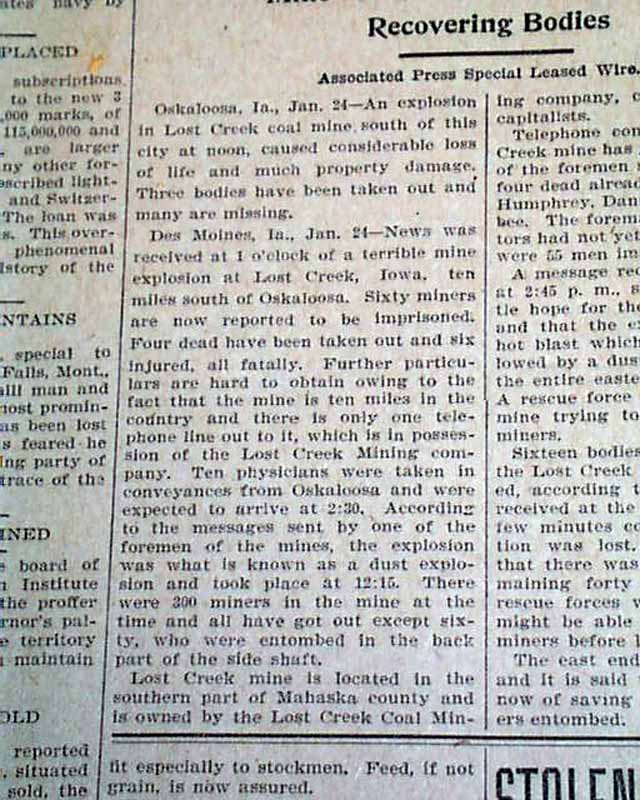 Recovering Bodies
Associated Press Special Leased Wire.
PLACED
subscriptions
to the new 3
,000 marks, of
115,000,000 and
are larger
ny other for-
scribed light-
and Switzer-
The loan was
s. This over-
phenomenal
istory of the
NTAINS
special to
Falls, Mont.,
ill man and
nost promin-
as been lost
s feared he
ng party of
trace of the
INED
board of
Institute
the proffer
rnor's pal-
territory
maintain
OLD
reported
situated
sold, the
Oskaloosa, Ia., Jan. 24—An explosion
in Lost Creek coal mine south of this
city at noon, caused considerable loss
of life and much property damage.
Three bodies have been taken out and
many are missing.
Des Moines, Ia., Jan. 24—News was
received at 1 o'clock of a terrible mine
explosion at Lost Creek, Iowa, ten
miles south of Oskaloosa. Sixty miners
are now reported to be imprisoned.
Four dead have been taken out and six
injured, all fatally. Further particu-
lars are hard to obtain owing to the
fact that the mine is ten miles in the
country and there is only one tele-
phone line out to it, which is in posses-
sion of the Lost Creek Mining com-
pany. Ten physicians were taken in
conveyances from Oskaloosa and were
expected to arrive at 2:30. According
to the messages sent by one of the
foremen of the mines, the explosion
was what is known as a dust explo-
sion and took place at 12:15. There
were 300 miners in the mine at the
time and all have got out except six-
ty, who were entombed in the back
part of the side shaft.
Lost Creek mine is located in the
southern part of Mahaska county and
is owned by the Lost Creek Coal Min-
fit especially to stockmen. Feed, if not
grain, is now assured.
ing company, c
capitalists.
Telephone con
Creek mine has
of the foremen s
four dead alread
Humphrey, Dan
bee. The forem
tors had not yet
were 55 men im
A message rec
at 2:45 p. m., s
tle hope for the
and that the ex
hot blast which
lowed by a dus
the entire easte
A rescue force
mine trying to
miners.
Sixteen bodies
the Lost Creek
ed, according t
received at the
few minutes co
tion was lost.
that there was
maining forty
rescue forces w
might be able
miners before l
The east end
and it is said
now of saving
ers entombed.
STOLEN